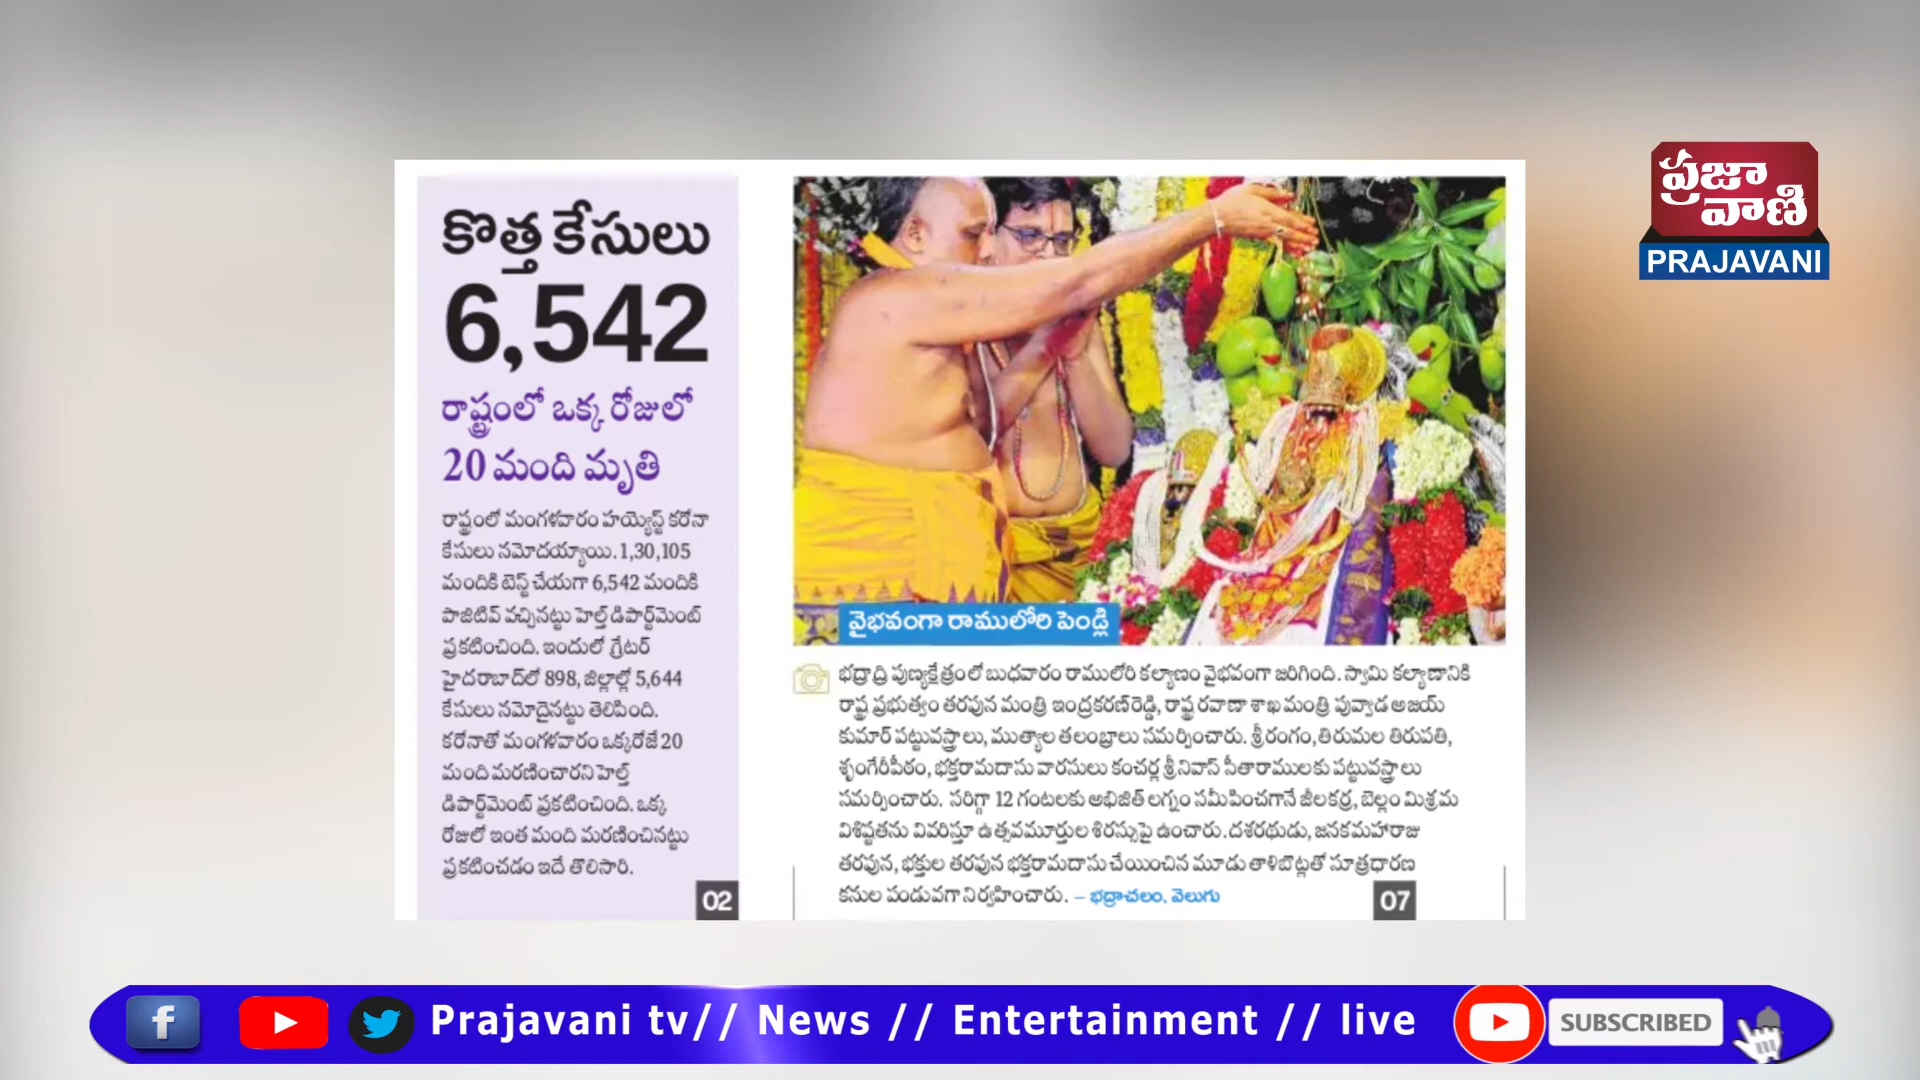 కొత్త కేసులు
6,542
రాష్ట్రంలో ఒక్క రోజులో
20 మంది మృతి
రాష్ట్రంలో మంగళవారం హయ్యెస్ట్ కరోనా
కేసులు నమోదయ్యాయి. 1,30,105
మందికి టెస్ట్ చేయగా 6,542 మందికి
పాజిటివ్ వచ్చినట్టు హెల్త్ డిపార్ట్‌మెంట్
ప్రకటించింది. ఇందులో గ్రేటర్
హైదరాబాద్‌లో 898, జిల్లాల్లో 5,644
కేసులు నమోదైనట్టు తెలిపింది.
కరోనాతో మంగళవారం ఒక్కరోజే 20
మంది మరణించారని హెల్త్
డిపార్ట్‌మెంట్ ప్రకటించింది. ఒక్క
రోజులో ఇంత మంది మరణించినట్టు
ప్రకటించడం ఇదే తొలిసారి.
02
వైభవంగా రాములోరి పెండ్లి
భద్రాద్రి పుణ్యక్షేత్రంలో బుధవారం రాములోరి కల్యాణం వైభవంగా జరిగింది. స్వామి కల్యాణానికి
రాష్ట్ర ప్రభుత్వం తరఫున మంత్రి ఇంద్రకరణ్‌రెడ్డి, రాష్ట్ర రవాణా శాఖ మంత్రి పువ్వాడ అజయ్
కుమార్ పట్టువస్త్రాలు, ముత్యాల తలంబ్రాలు సమర్పించారు. శ్రీరంగం, తిరుమల తిరుపతి,
శృంగేరీపీఠం, భక్తరామదాసు వారసులు కంచర్ల శ్రీనివాస్ సీతారాములకు పట్టువస్త్రాలు
సమర్పించారు. సరిగ్గా 12 గంటలకు అభిజిత్ లగ్నం సమీపించగానే జీలకర్ర, బెల్లం మిశ్రమ
విశిష్టతను వివరిస్తూ ఉత్సవమూర్తుల శిరస్సుపై ఉంచారు. దశరథుడు, జనకమహారాజు
తరఫున, భక్తుల తరఫున భక్తరామదాసు చేయించిన మూడు తాళిబొట్లతో సూత్రధారణ
కనుల పండువగా నిర్వహించారు. – భద్రాచలం, వెలుగు
07
ప్రజా
వాణి
PRAJAVANI
Prajavani tv// News // Entertainment // live
SUBSCRIBED